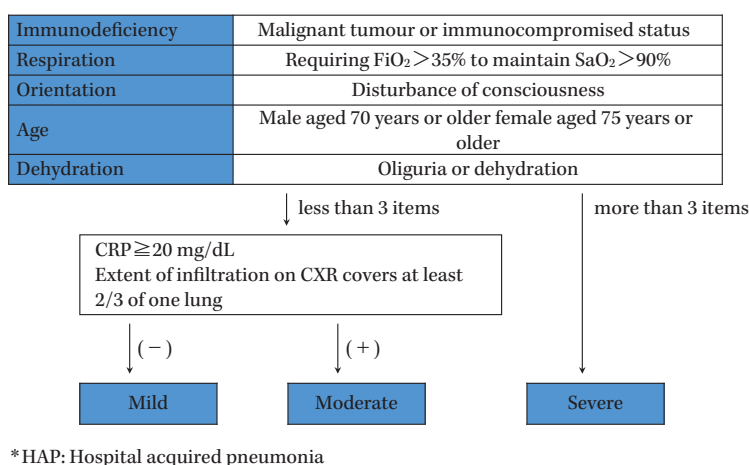 Immunodeficiency Malignant tumour or immunocompromised status
Respiration Requiring FiO₂＞35% to maintain SaO₂＞90%
Orientation Disturbance of consciousness
Age Male aged 70 years or older female aged 75 years or
older
Dehydration Oliguria or dehydration
less than 3 items more than 3 items
CRP≧20 mg/dL
Extent of infiltration on CXR covers at least
2/3 of one lung
(－) (＋)
Mild Moderate Severe
*HAP: Hospital acquired pneumonia